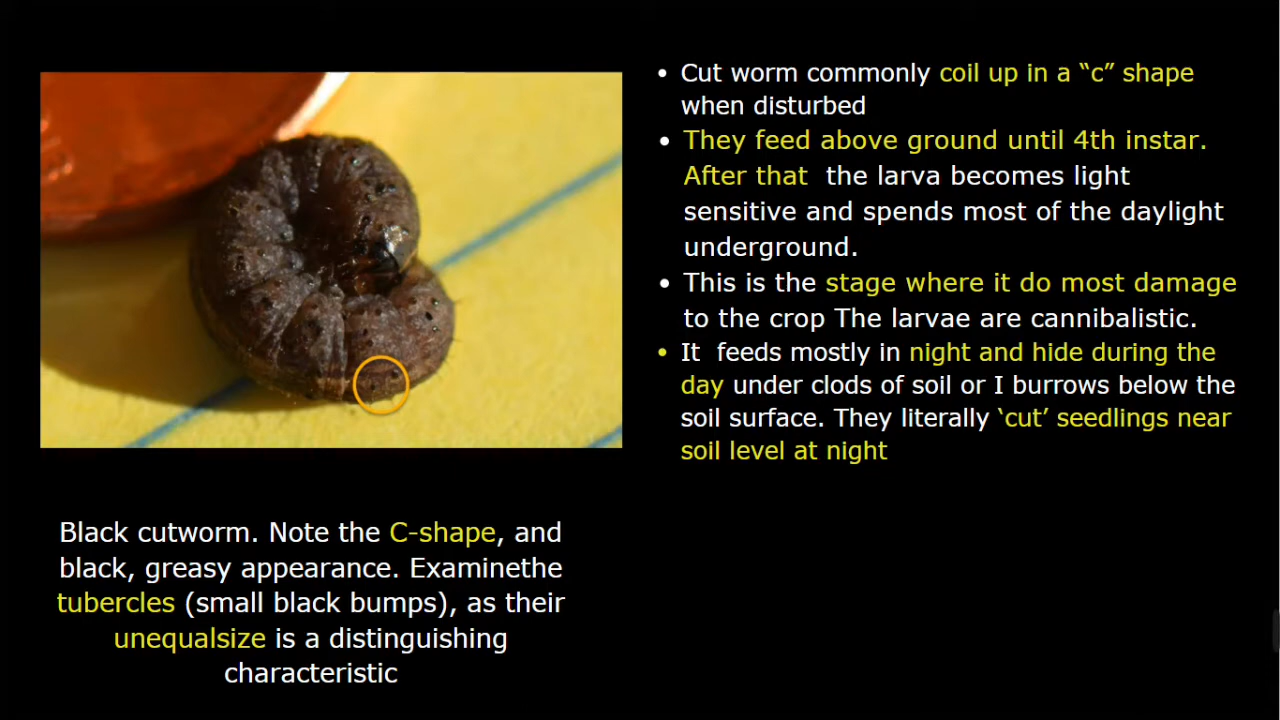 • Cut worm commonly coil up in a “c” shape
when disturbed
• They feed above ground until 4th instar.
After that the larva becomes light
sensitive and spends most of the daylight
underground.
• This is the stage where it do most damage
to the crop The larvae are cannibalistic.
• It feeds mostly in night and hide during the
day under clods of soil or I burrows below the
soil surface. They literally ‘cut’ seedlings near
soil level at night
Black cutworm. Note the C-shape, and
black, greasy appearance. Examinethe
tubercles (small black bumps), as their
unequalsize is a distinguishing
characteristic